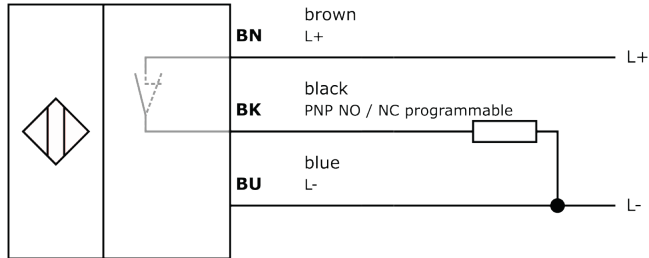 brown
BN L+ L+
black
BK PNP NO / NC programmable
blue
BU L- L-